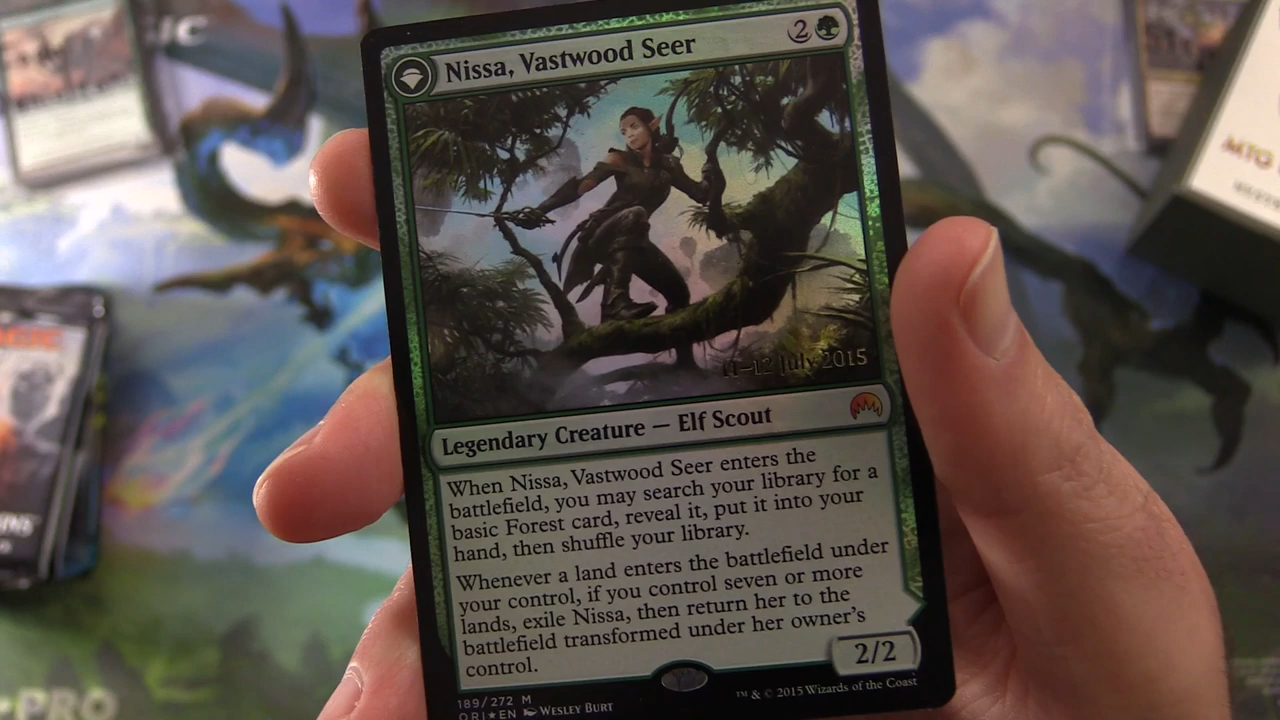 Nissa, Vastwood Seer 2
11–12 July 2015
Legendary Creature — Elf Scout
When Nissa, Vastwood Seer enters the
battlefield, you may search your library for a
basic Forest card, reveal it, put it into your
hand, then shuffle your library.
Whenever a land enters the battlefield under
your control, if you control seven or more
lands, exile Nissa, then return her to the
battlefield transformed under her owner's
control.
2/2
189/272 M
ORI★EN WESLEY BURT
™ & © 2015 Wizards of the Coast
MTG
-PRO